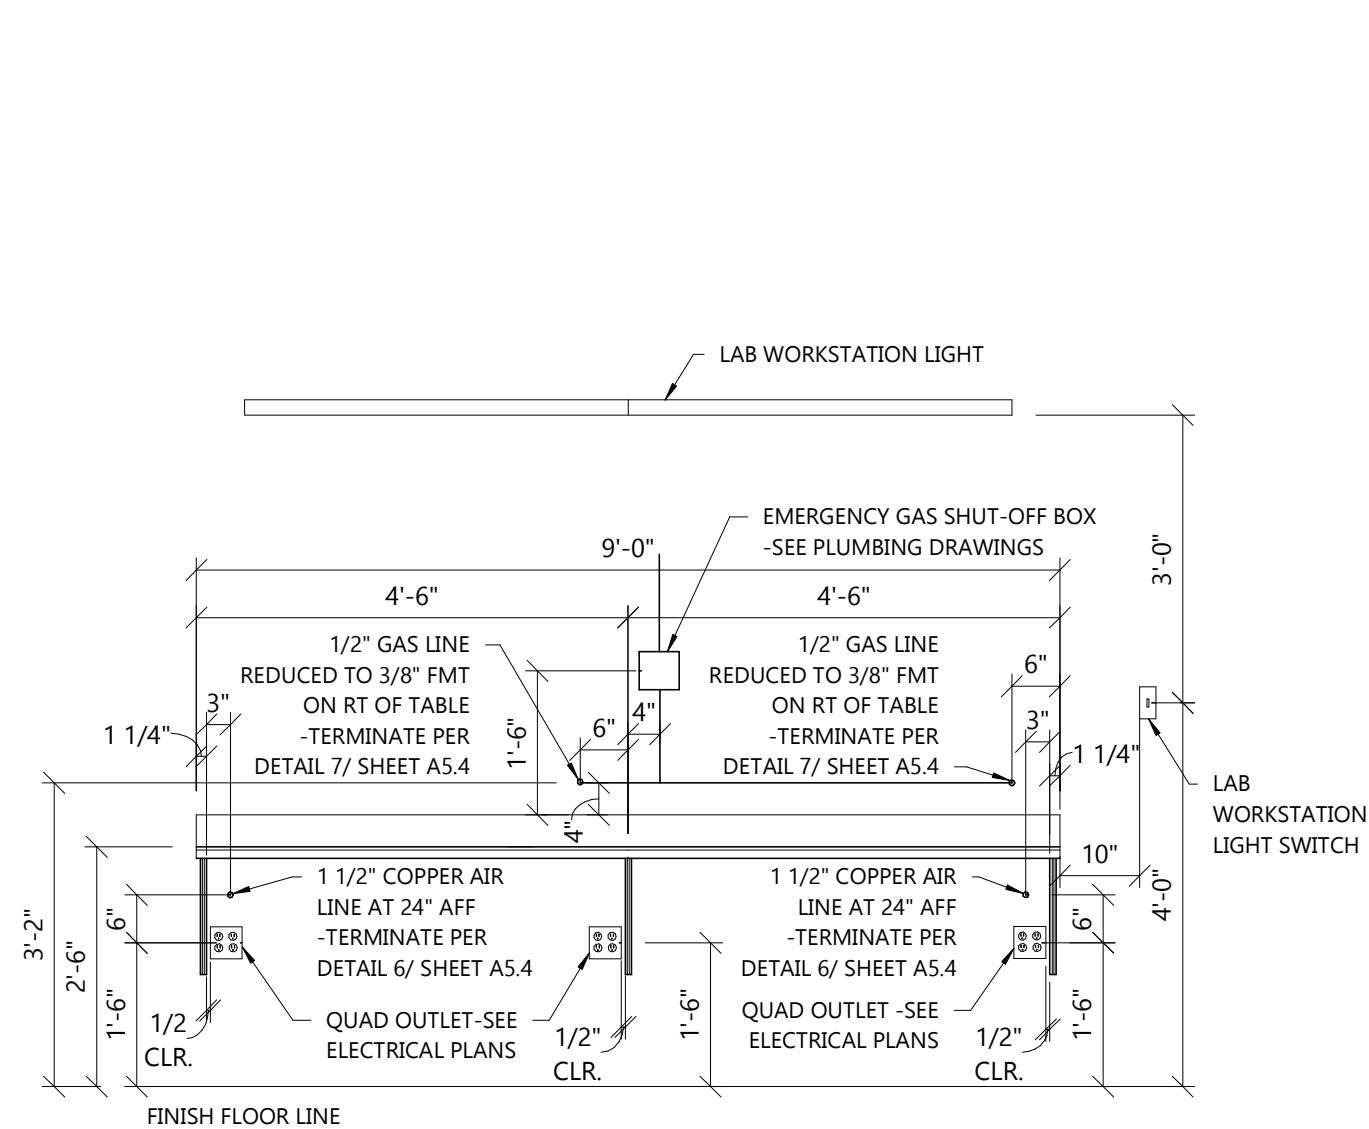 LAB WORKSTATION LIGHT
EMERGENCY GAS SHUT-OFF BOX
-SEE PLUMBING DRAWINGS
9'-0"
3'-0"
4'-6"
4'-6"
1/2" GAS LINE
REDUCED TO 3/8" FMT
ON RT OF TABLE
-TERMINATE PER
DETAIL 7/ SHEET A5.4
1/2" GAS LINE
REDUCED TO 3/8" FMT
ON RT OF TABLE
-TERMINATE PER
DETAIL 7/ SHEET A5.4
6"
3"
1 1/4"
1'-6"
6"
4"
4"
3"
1 1/4"
LAB
WORKSTATION
LIGHT SWITCH
10"
4'-0"
1 1/2" COPPER AIR
LINE AT 24" AFF
-TERMINATE PER
DETAIL 6/ SHEET A5.4
1 1/2" COPPER AIR
LINE AT 24" AFF
-TERMINATE PER
DETAIL 6/ SHEET A5.4
3'-2"
2'-6"
6"
1'-6"
6"
1'-6"
1'-6"
1/2
CLR.
QUAD OUTLET-SEE
ELECTRICAL PLANS
1/2"
CLR.
QUAD OUTLET -SEE
ELECTRICAL PLANS
1/2"
CLR.
FINISH FLOOR LINE